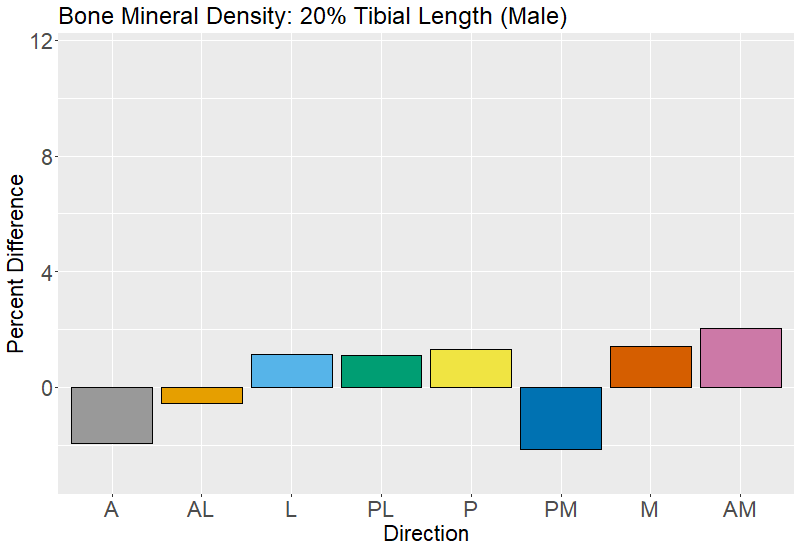 Bone Mineral Density: 20% Tibial Length (Male)
12
8
4
0
Percent Difference
A AL L PL P PM M AM
Direction